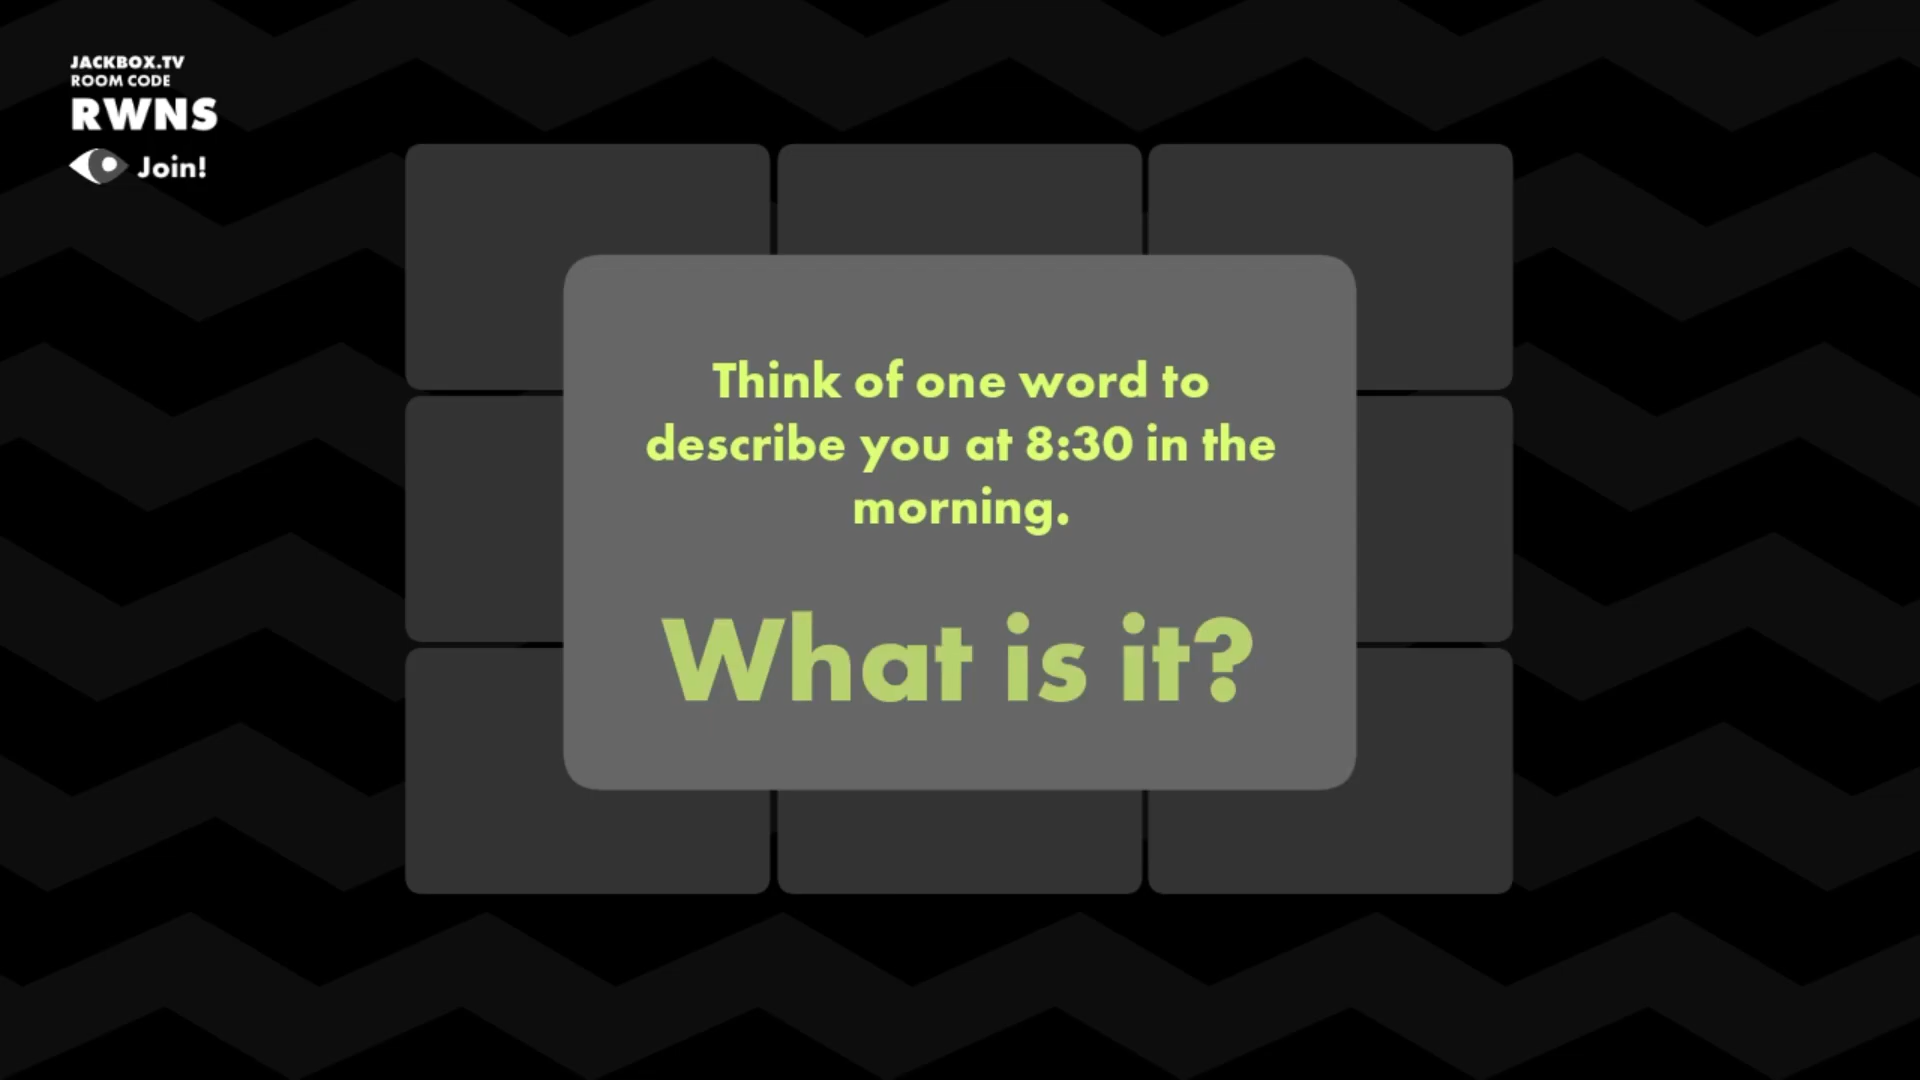 JACKBOX.TV
ROOM CODE
RWNS
Join!
Think of one word to
describe you at 8:30 in the
morning.
What is it?